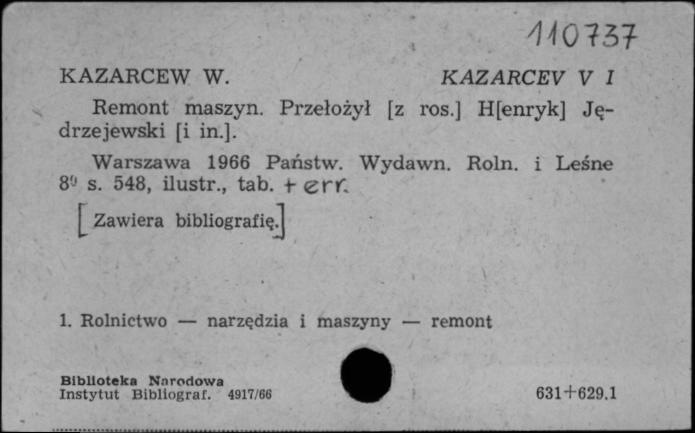 110737
KAZARCEW W. KAZARCEV V I
Remont maszyn. Przełożył [z ros.] H[enryk] Ję-
drzejewski [i in.].
Warszawa 1966 Państw. Wydawn. Roln. i Leśne
8⁰ s. 548, ilustr., tab. + err.
[Zawiera bibliografię.]
1. Rolnictwo — narzędzia i maszyny — remont
Biblioteka Narodowa
Instytut Bibliograf. 4917/66 631+629.1